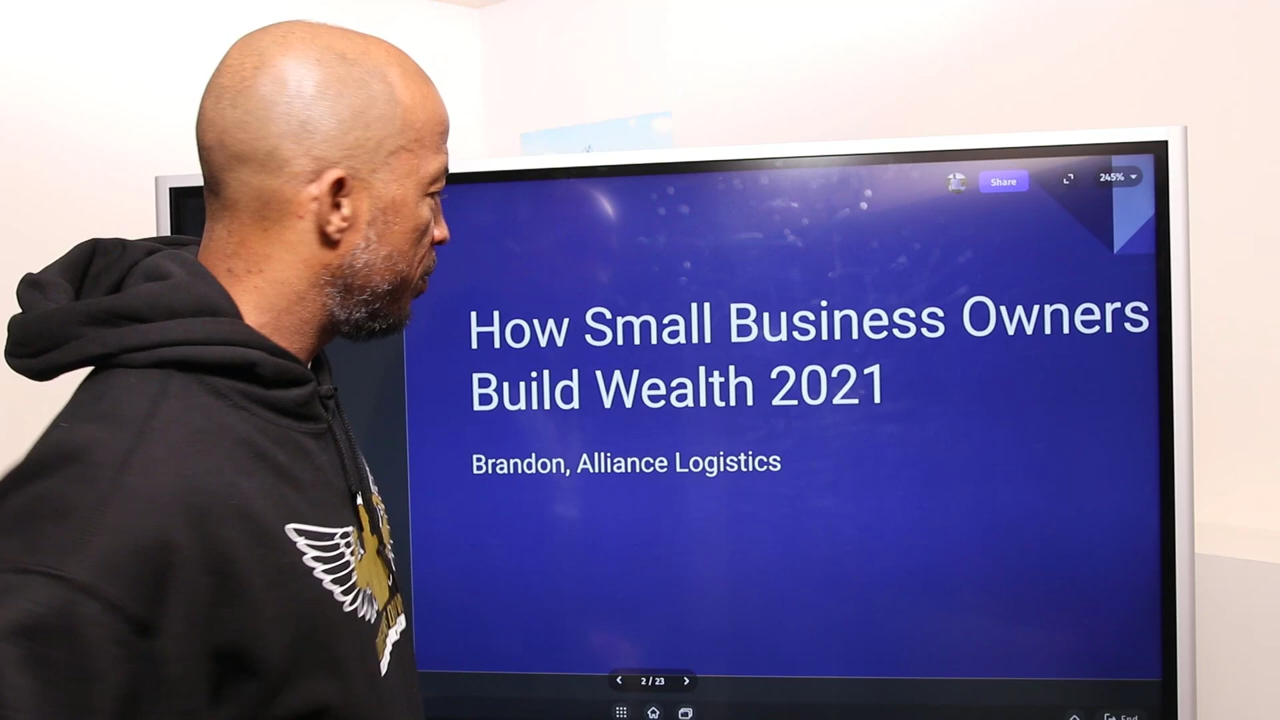 Share
245%
How Small Business Owners
Build Wealth 2021
Brandon, Alliance Logistics
2 / 23
End